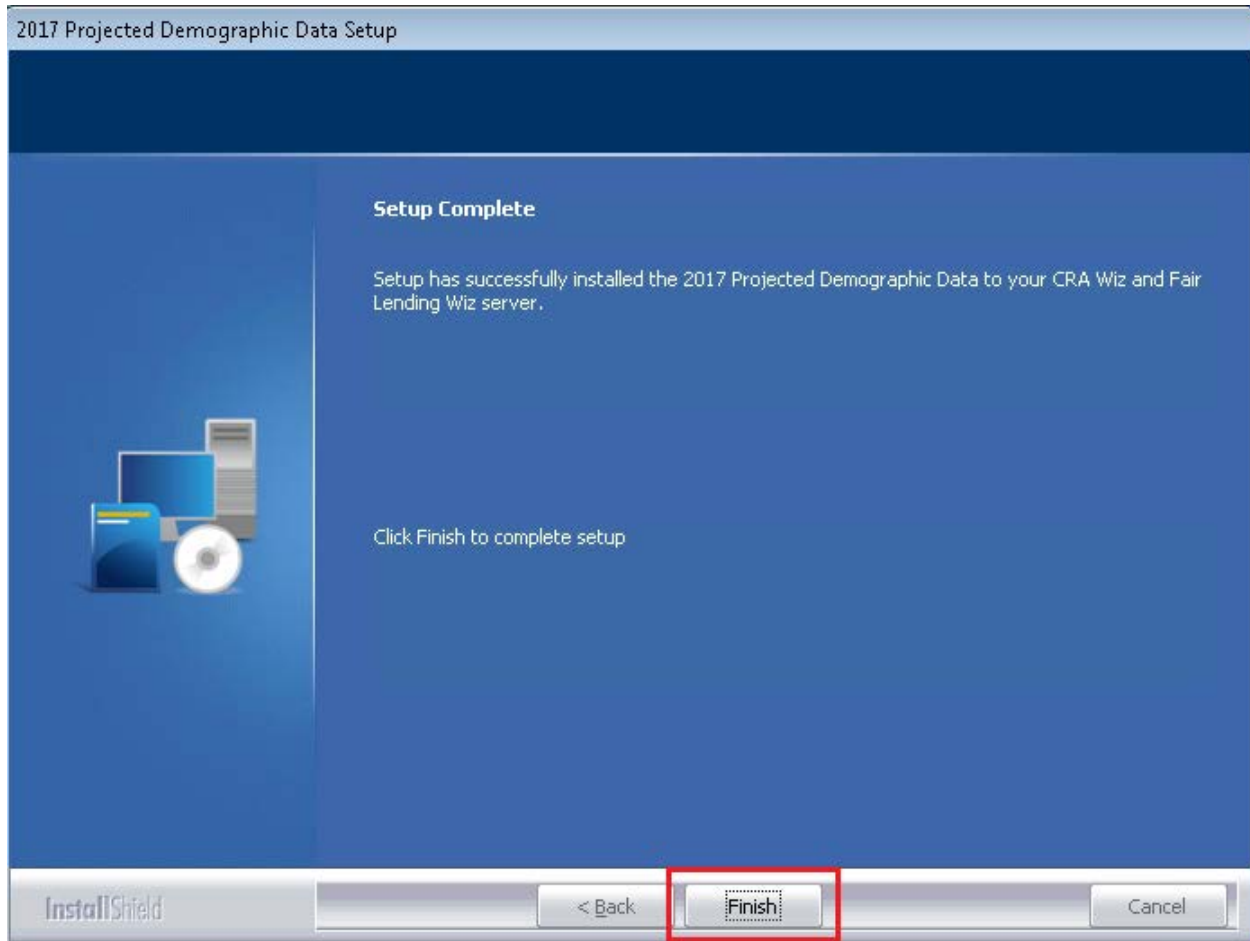 2017 Projected Demographic Data Setup
Setup Complete
Setup has successfully installed the 2017 Projected Demographic Data to your CRA Wiz and Fair
Lending Wiz server.
Click Finish to complete setup
InstallShield
< Back
Finish
Cancel